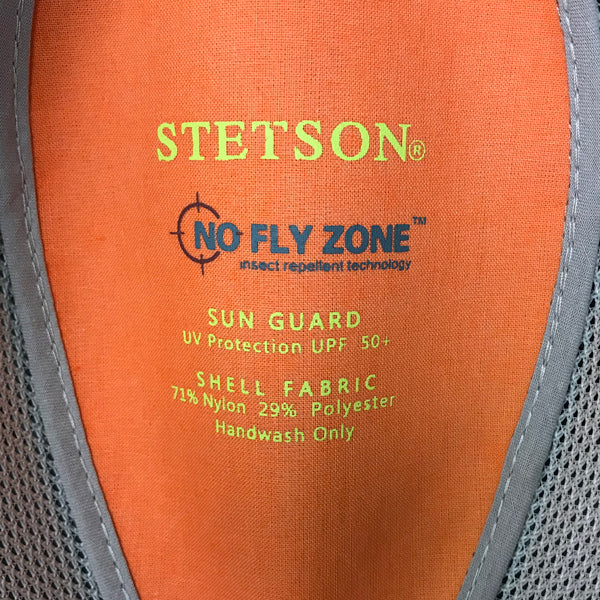 STETSON®
NO FLY ZONE™
insect repellent technology
SUN GUARD
UV Protection UPF 50+
SHELL FABRIC
71% Nylon 29% Polyester
Handwash Only